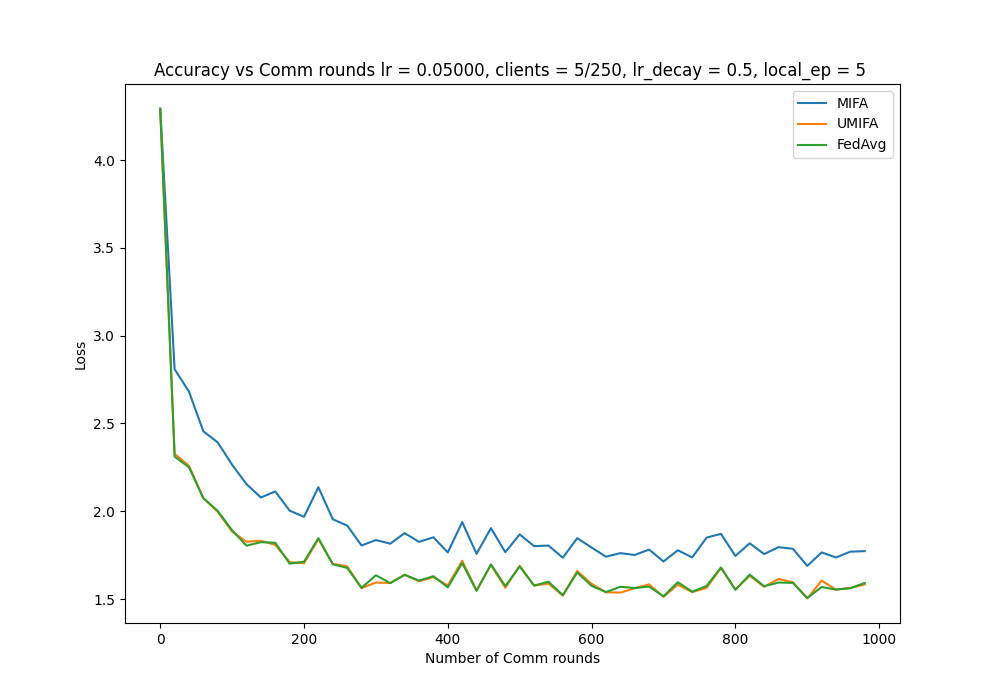 Accuracy vs Comm rounds lr = 0.05000, clients = 5/250, lr_decay = 0.5, local_ep = 5
MIFA
UMIFA
FedAvg
4.0
3.5
3.0
2.5
2.0
1.5
Loss
0 200 400 600 800 1000
Number of Comm rounds